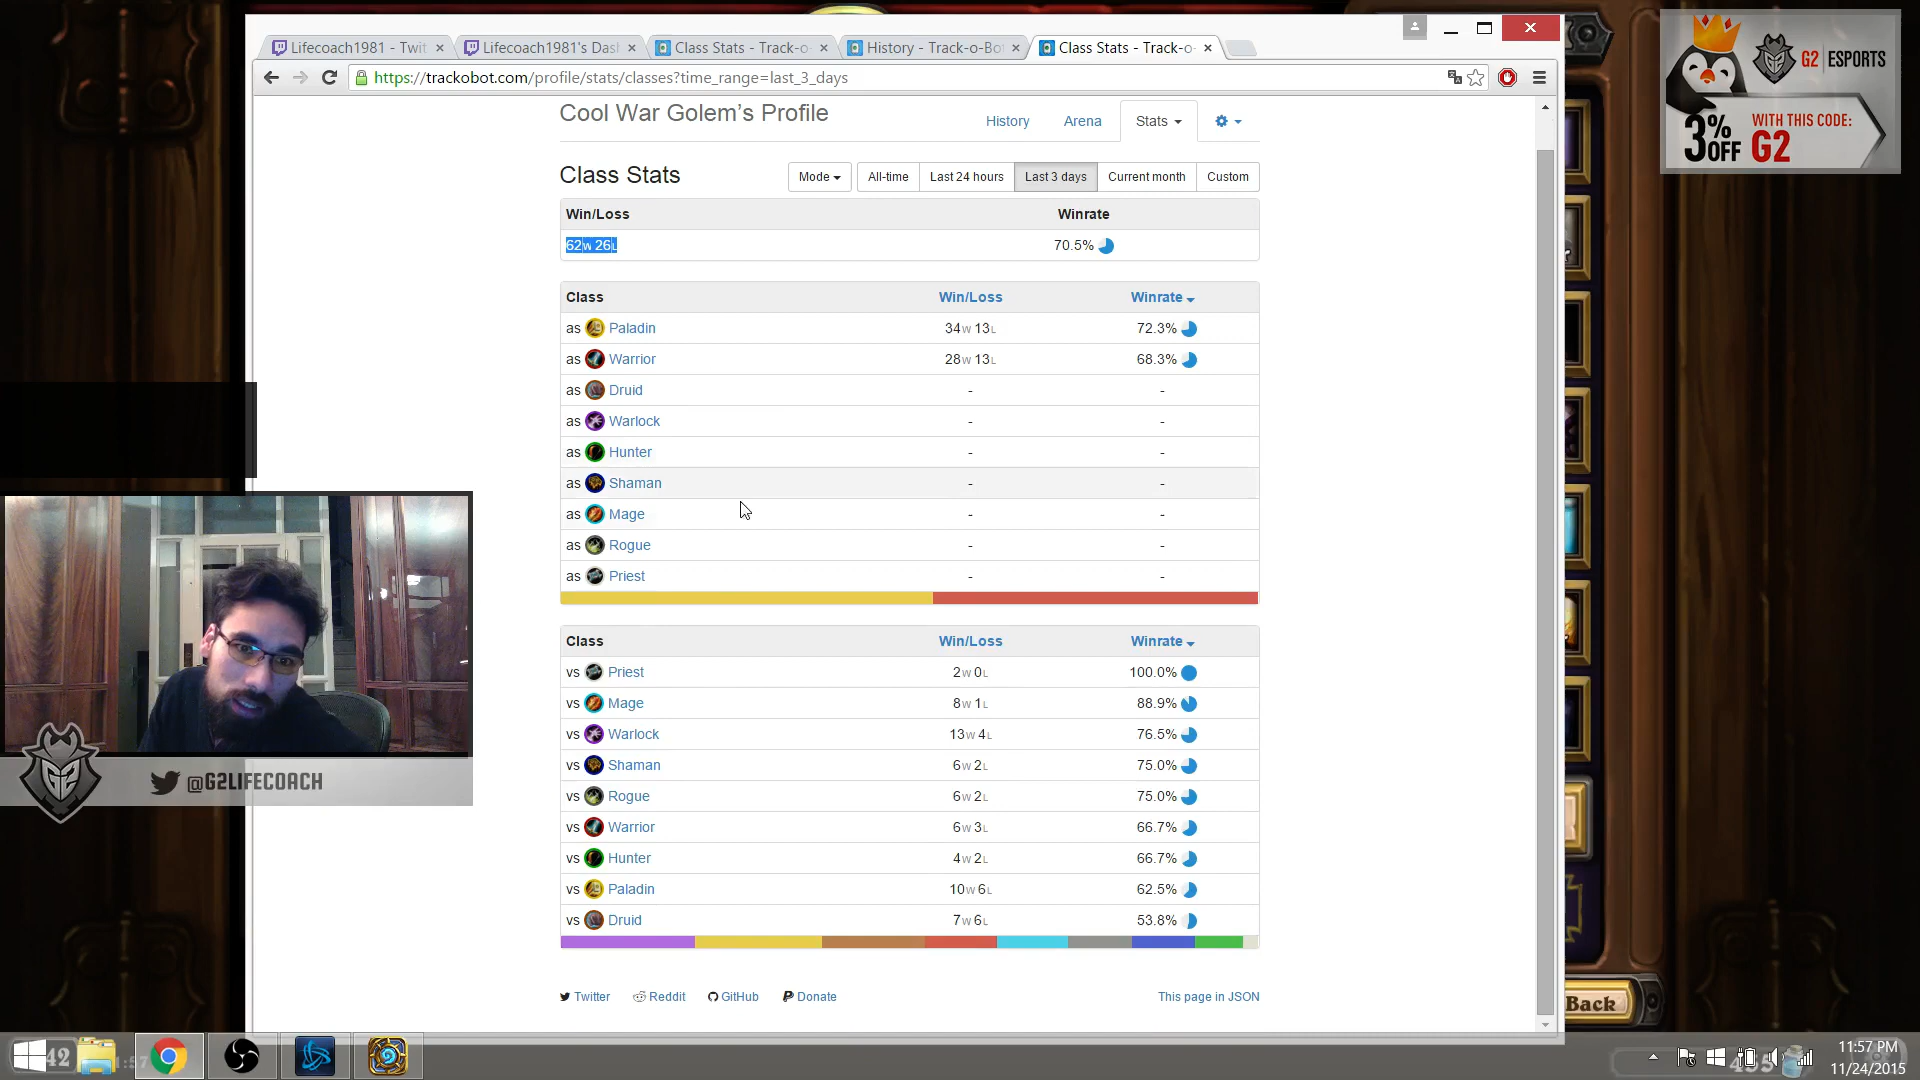 Lifecoach1981 - Twit
Lifecoach1981's Dash
Class Stats - Track-o-
History - Track-o-Bo
Class Stats - Track-o-
https://trackobot.com/profile/stats/classes?time_range=last_3_days
Cool War Golem's Profile
History
Arena
Stats
Class Stats
Mode
All-time
Last 24 hours
Last 3 days
Current month
Custom
Win/Loss Winrate
62W 26L 70.5%
Class Win/Loss Winrate
as Paladin 34W 13L 72.3%
as Warrior 28W 13L 68.3%
as Druid - -
as Warlock - -
as Hunter - -
as Shaman - -
as Mage - -
as Rogue - -
as Priest - -
Class Win/Loss Winrate
vs Priest 2W 0L 100.0%
vs Mage 8W 1L 88.9%
vs Warlock 13W 4L 76.5%
vs Shaman 6W 2L 75.0%
vs Rogue 6W 2L 75.0%
vs Warrior 6W 3L 66.7%
vs Hunter 4W 2L 66.7%
vs Paladin 10W 6L 62.5%
vs Druid 7W 6L 53.8%
Twitter
Reddit
GitHub
Donate
This page in JSON
G2 ESPORTS
3% OFF
WITH THIS CODE:
G2
@G2LIFECOACH
Back
11:57 PM
11/24/2015